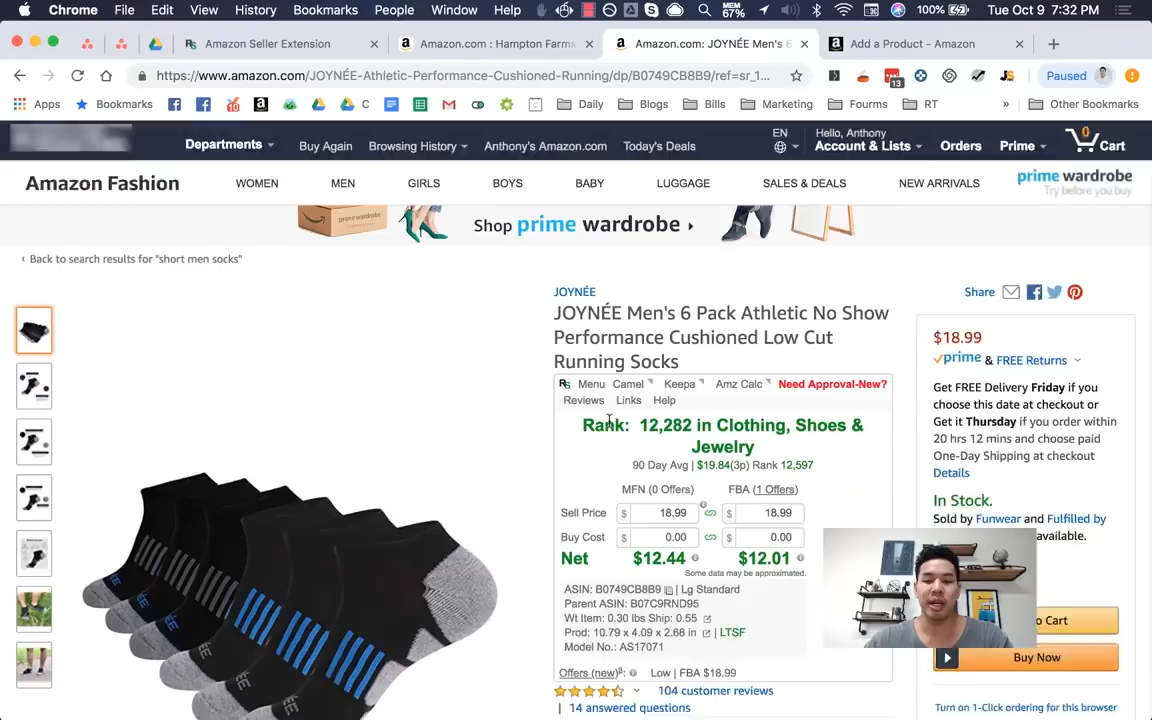 Chrome File Edit View History Bookmarks People Window Help MEM 67% 100% Tue Oct 9 7:32 PM
Amazon Seller Extension Amazon.com : Hampton Farms Amazon.com: JOYNÉE Men's 6 Add a Product - Amazon
https://www.amazon.com/JOYNÉE-Athletic-Performance-Cushioned-Running/dp/B0749CB8B9/ref=sr_1... 13 JS Paused
Apps Bookmarks 10 a C Daily Blogs Bills Marketing Fourms RT » Other Bookmarks
Departments Buy Again Browsing History Anthony's Amazon.com Today's Deals EN Hello, Anthony Account & Lists Orders Prime 0 Cart
Amazon Fashion WOMEN MEN GIRLS BOYS BABY LUGGAGE SALES & DEALS NEW ARRIVALS prime wardrobe
Try before you buy
prime wardrobe Shop prime wardrobe
‹ Back to search results for "short men socks"
JOYNÉE
JOYNÉE Men's 6 Pack Athletic No Show
Performance Cushioned Low Cut
Running Socks
RS Menu Camel Keepa Amz Calc Need Approval-New?
Reviews Links Help
Rank: 12,282 in Clothing, Shoes &
Jewelry
90 Day Avg | $19.84(3p) Rank 12,597
MFN (0 Offers) FBA (1 Offers)
Sell Price $ 18.99 $ 18.99
Buy Cost $ 0.00 $ 0.00
Net $12.44 $12.01
Some data may be approximated.
ASIN: B0749CB8B9 | Lg Standard
Parent ASIN: B07C9RND95
Wt Item: 0.30 lbs Ship: 0.55
Prod: 10.79 x 4.09 x 2.68 in | LTSF
Model No.: AS17071
Offers (new)β: Low | FBA $18.99
104 customer reviews
| 14 answered questions
Share
$18.99
prime & FREE Returns
Get FREE Delivery Friday if you
choose this date at checkout or
Get it Thursday if you order within
20 hrs 12 mins and choose paid
One-Day Shipping at checkout
Details
In Stock.
Sold by Funwear and Fulfilled by
available.
Cart
Buy Now
Turn on 1-Click ordering for this browser